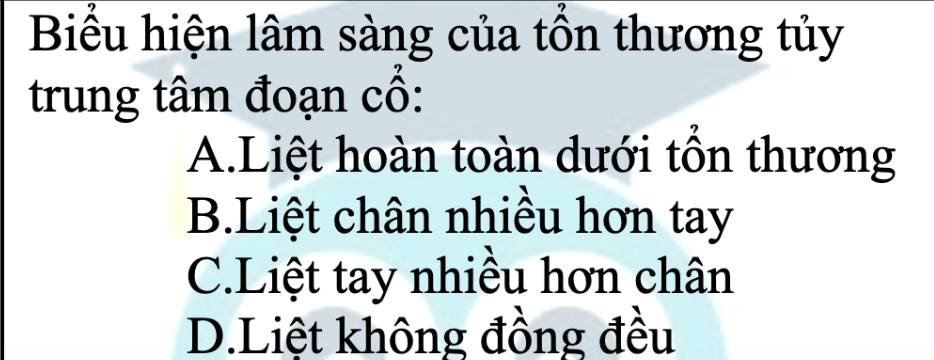 Biểu hiện lâm sàng của tổn thương tủy
trung tâm đoạn cổ:
A.Liệt hoàn toàn dưới tổn thương
B.Liệt chân nhiều hơn tay
C.Liệt tay nhiều hơn chân
D.Liệt không đồng đều